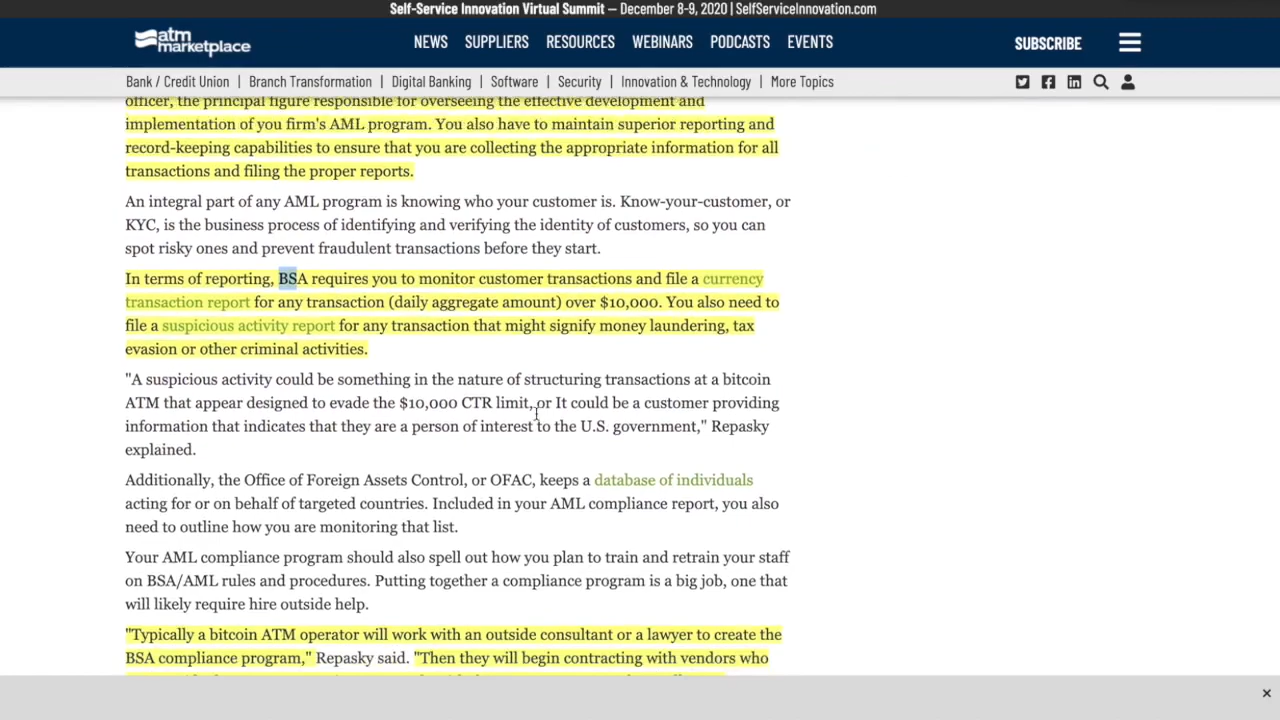 Self-Service Innovation Virtual Summit — December 8-9, 2020 | SelfServiceInnovation.com
atm marketplace NEWS SUPPLIERS RESOURCES WEBINARS PODCASTS EVENTS SUBSCRIBE
Bank / Credit Union | Branch Transformation | Digital Banking | Software | Security | Innovation & Technology | More Topics
officer, the principal figure responsible for overseeing the effective development and
implementation of you firm's AML program. You also have to maintain superior reporting and
record-keeping capabilities to ensure that you are collecting the appropriate information for all
transactions and filing the proper reports.
An integral part of any AML program is knowing who your customer is. Know-your-customer, or
KYC, is the business process of identifying and verifying the identity of customers, so you can
spot risky ones and prevent fraudulent transactions before they start.
In terms of reporting, BSA requires you to monitor customer transactions and file a currency
transaction report for any transaction (daily aggregate amount) over $10,000. You also need to
file a suspicious activity report for any transaction that might signify money laundering, tax
evasion or other criminal activities.
"A suspicious activity could be something in the nature of structuring transactions at a bitcoin
ATM that appear designed to evade the $10,000 CTR limit, or It could be a customer providing
information that indicates that they are a person of interest to the U.S. government," Repasky
explained.
Additionally, the Office of Foreign Assets Control, or OFAC, keeps a database of individuals
acting for or on behalf of targeted countries. Included in your AML compliance report, you also
need to outline how you are monitoring that list.
Your AML compliance program should also spell out how you plan to train and retrain your staff
on BSA/AML rules and procedures. Putting together a compliance program is a big job, one that
will likely require hire outside help.
"Typically a bitcoin ATM operator will work with an outside consultant or a lawyer to create the
BSA compliance program," Repasky said. "Then they will begin contracting with vendors who